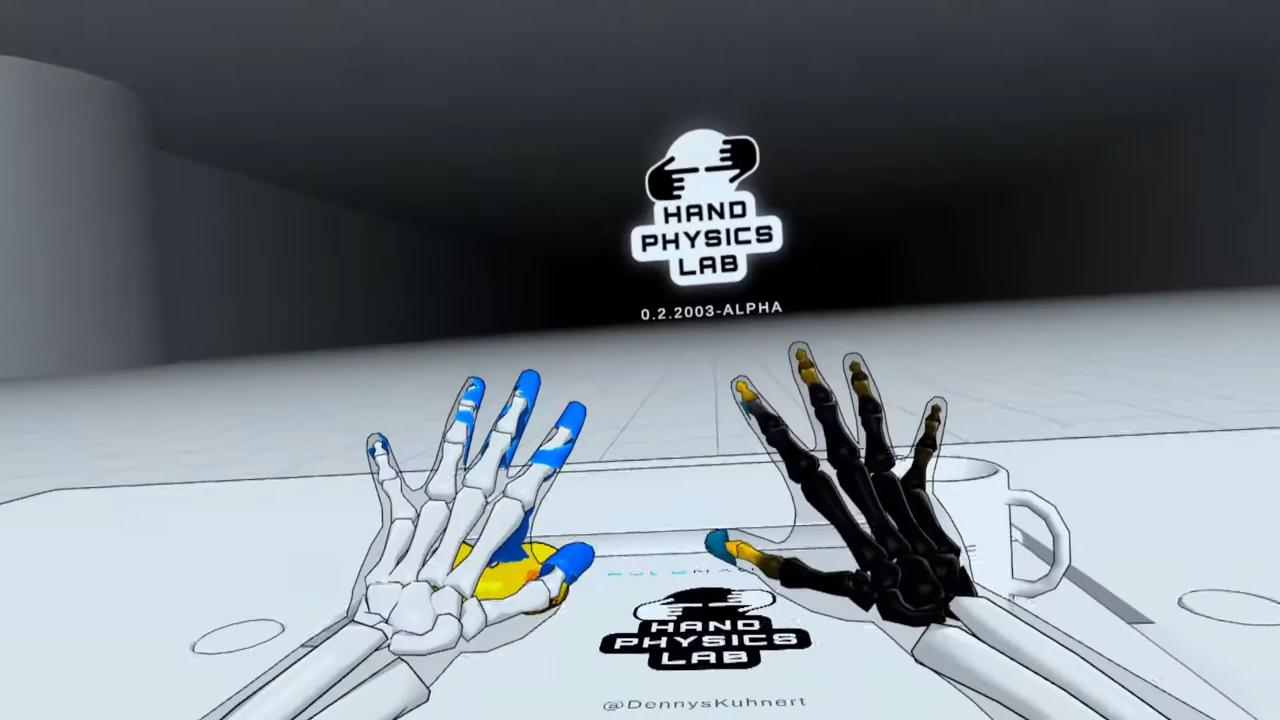 HAND
PHYSICS
LAB
0.2.2003-ALPHA
HAND
PHYSICS
LAB
@DennysKuhnert